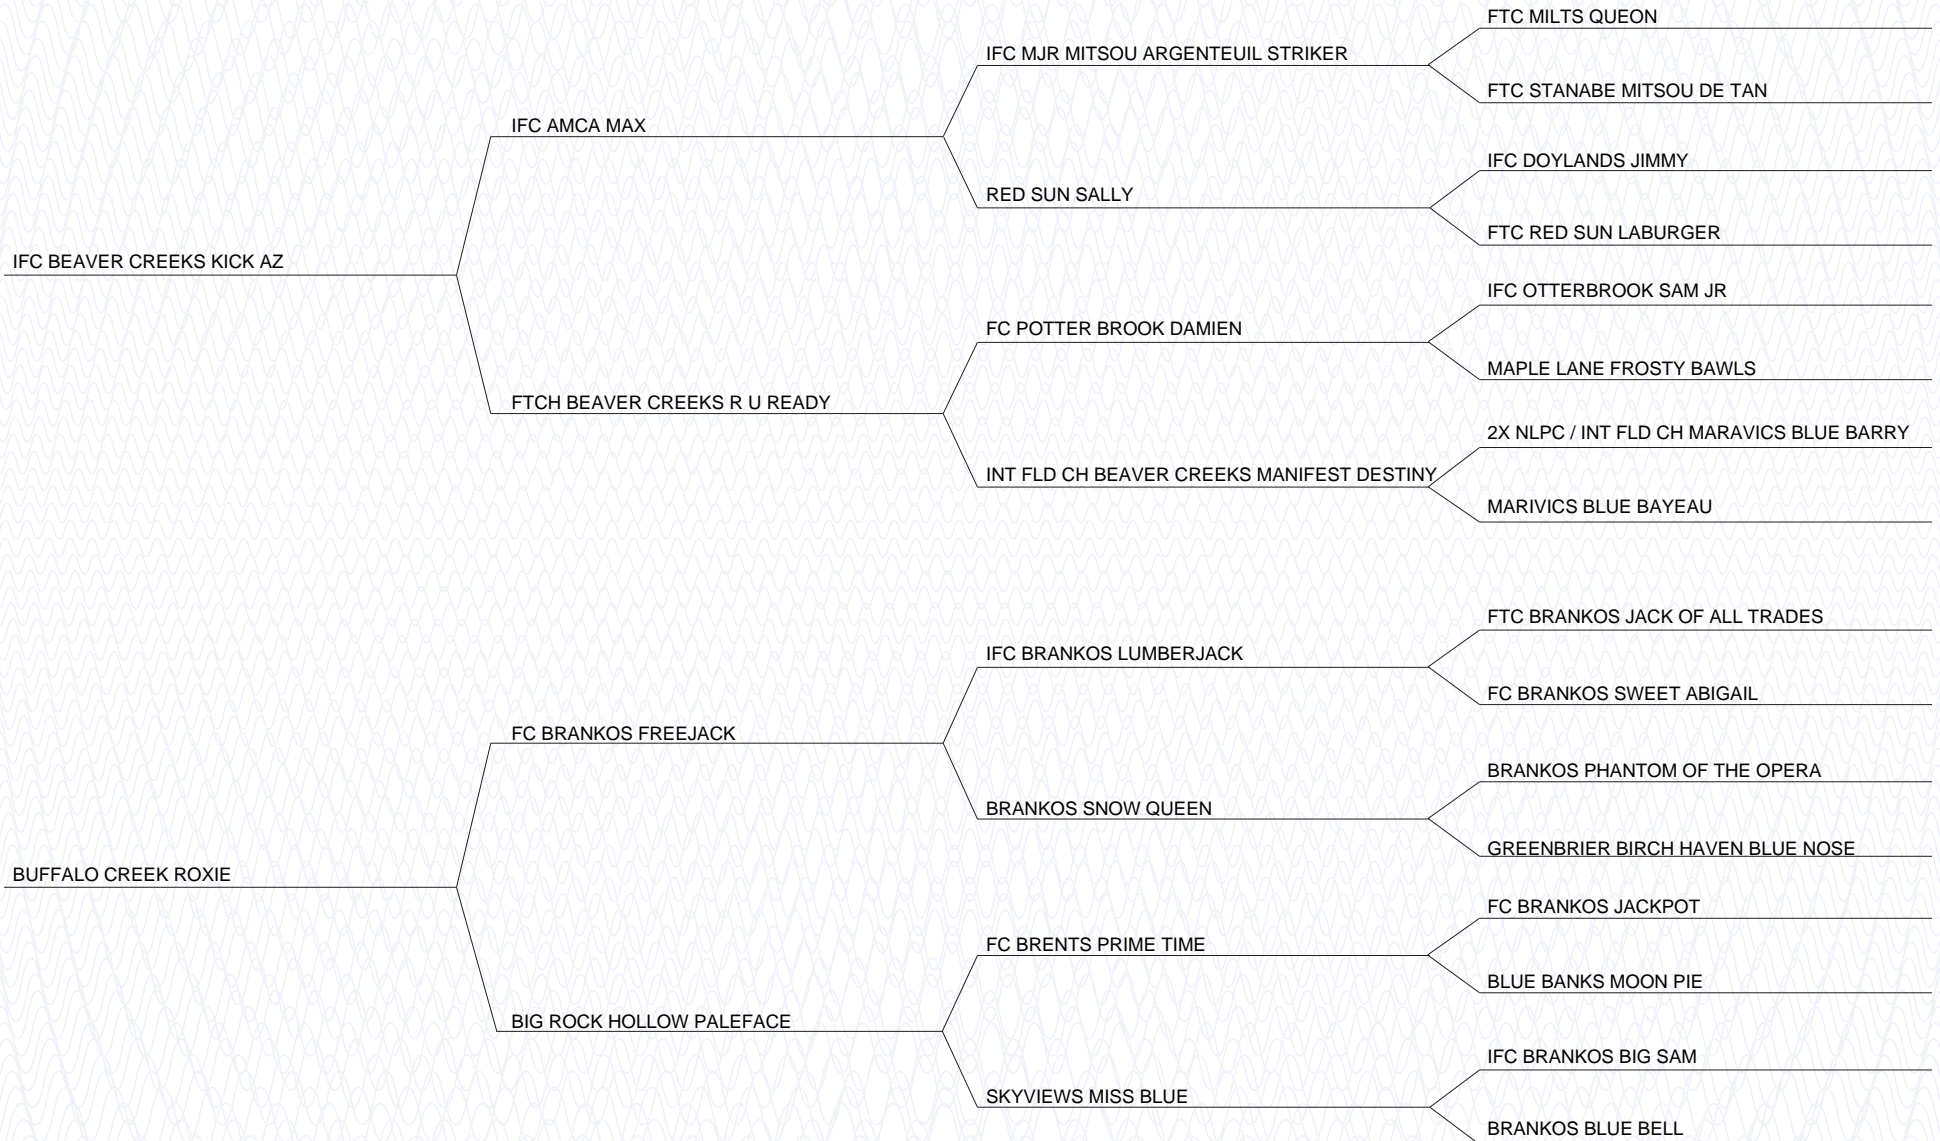 FTC MILTS QUEON
IFC MJR MITSOU ARGENTEUIL STRIKER
FTC STANABE MITSOU DE TAN
IFC AMCA MAX
IFC DOYLANDS JIMMY
RED SUN SALLY
FTC RED SUN LABURGER
IFC BEAVER CREEKS KICK AZ
IFC OTTERBROOK SAM JR
FC POTTER BROOK DAMIEN
MAPLE LANE FROSTY BAWLS
FTCH BEAVER CREEKS R U READY
2X NLPC / INT FLD CH MARAVICS BLUE BARRY
INT FLD CH BEAVER CREEKS MANIFEST DESTINY
MARIVICS BLUE BAYEAU
FTC BRANKOS JACK OF ALL TRADES
IFC BRANKOS LUMBERJACK
FC BRANKOS SWEET ABIGAIL
FC BRANKOS FREEJACK
BRANKOS PHANTOM OF THE OPERA
BRANKOS SNOW QUEEN
GREENBRIER BIRCH HAVEN BLUE NOSE
BUFFALO CREEK ROXIE
FC BRANKOS JACKPOT
FC BRENTS PRIME TIME
BLUE BANKS MOON PIE
BIG ROCK HOLLOW PALEFACE
IFC BRANKOS BIG SAM
SKYVIEWS MISS BLUE
BRANKOS BLUE BELL